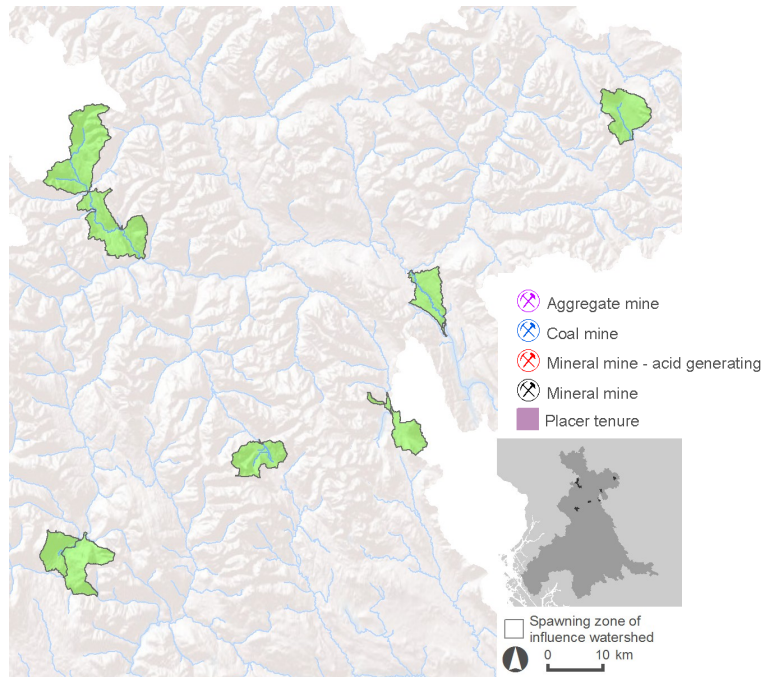 Aggregate mine
Coal mine
Mineral mine - acid generating
Mineral mine
Placer tenure
Spawning zone of
influence watershed
0 10 km